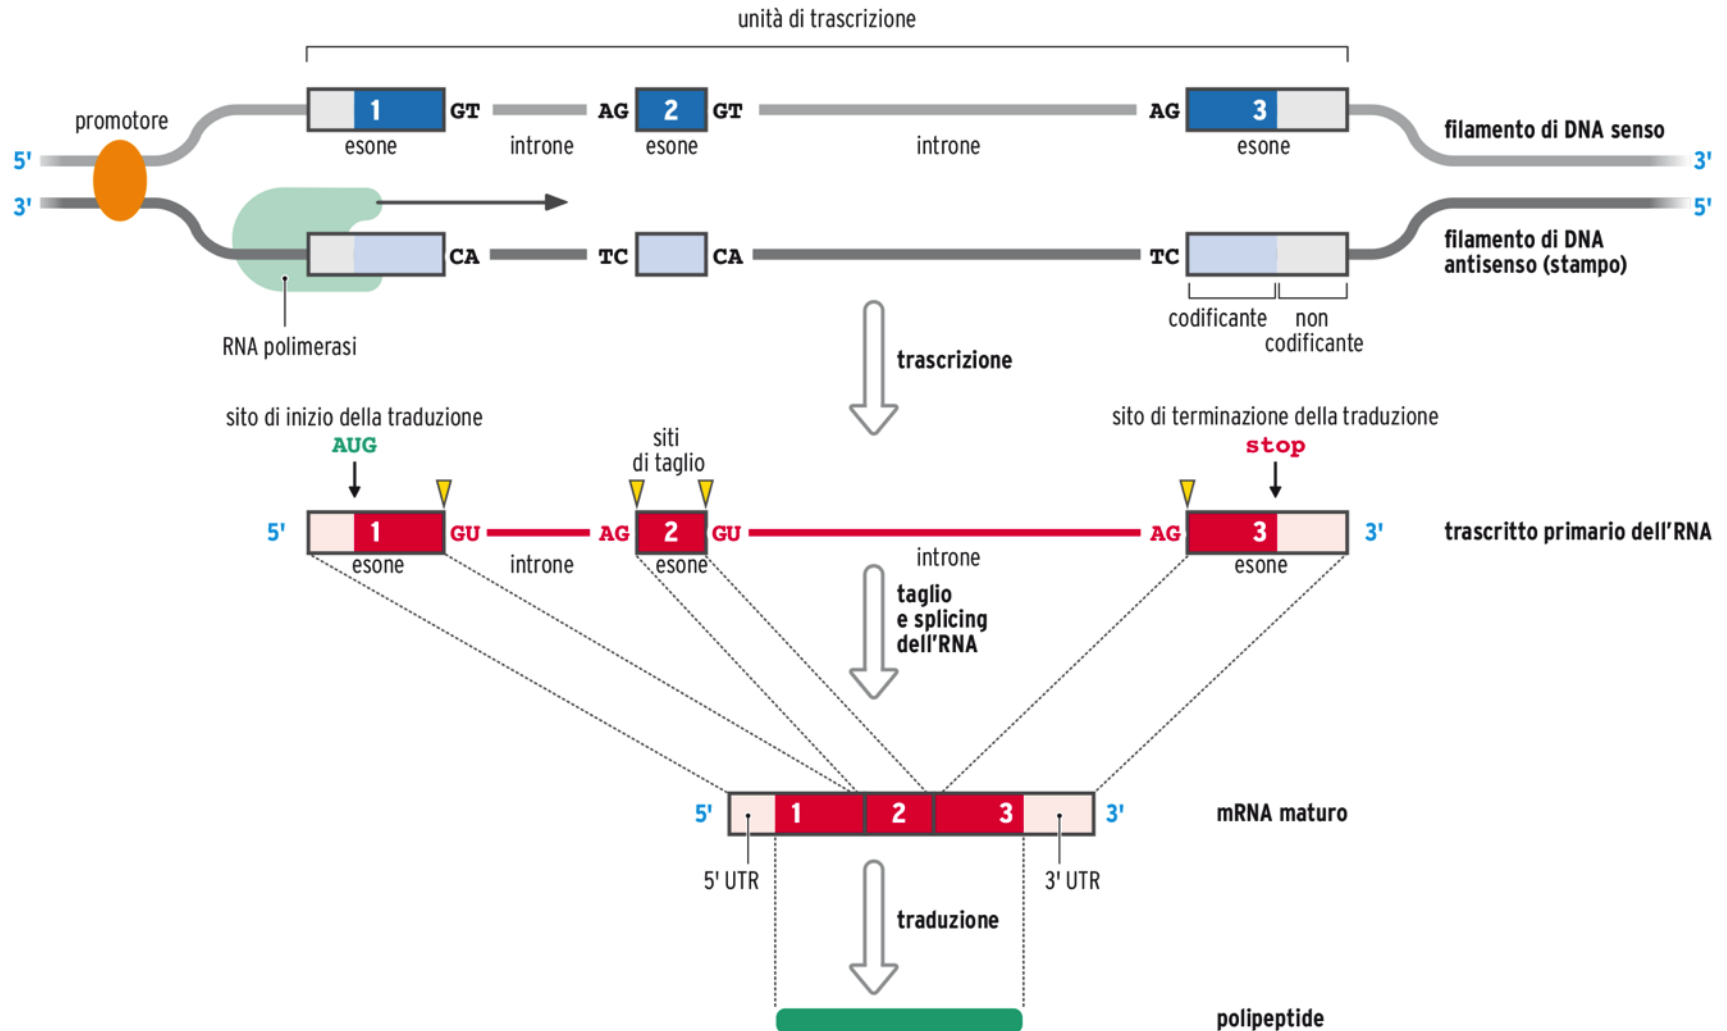 unità di trascrizione
promotore
5'
3'
1
GT
AG
2
GT
AG
3
esone
introne
esone
introne
esone
filamento di DNA senso
3'
5'
CA
TC
CA
TC
filamento di DNA
antisenso (stampo)
RNA polimerasi
codificante
non
codificante
trascrizione
sito di inizio della traduzione
AUG
siti
di taglio
sito di terminazione della traduzione
stop
5'
1
GU
AG
2
GU
AG
3
3'
trascritto primario dell'RNA
esone
introne
esone
introne
esone
taglio
e splicing
dell'RNA
5'
1
2
3
3'
mRNA maturo
5' UTR
3' UTR
traduzione
polipeptide